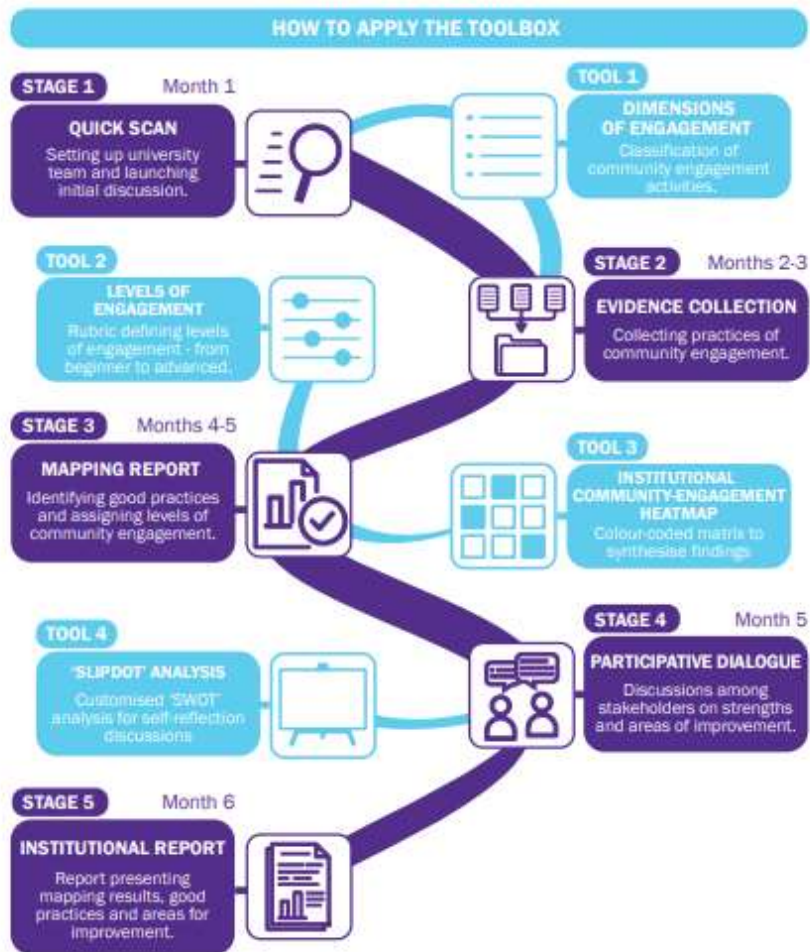 HOW TO APPLY THE TOOLBOX
STAGE 1
Month 1
QUICK SCAN
Setting up university
team and launching
initial discussion.
TOOL 1
DIMENSIONS
OF ENGAGEMENT
Classification of
community engagement
activities.
TOOL 2
LEVELS OF
ENGAGEMENT
Rubric defining levels
of engagement - from
beginner to advanced.
STAGE 2
Months 2-3
EVIDENCE COLLECTION
Collecting practices of
community engagement.
STAGE 3
Months 4-5
MAPPING REPORT
Identifying good practices
and assigning levels of
community engagement.
TOOL 3
INSTITUTIONAL
COMMUNITY-ENGAGEMENT
HEATMAP
Colour-coded matrix to
synthesise findings
TOOL 4
'SLIPDOT' ANALYSIS
Customised 'SWOT'
analysis for self-reflection
discussions
STAGE 4
Month 5
PARTICIPATIVE DIALOGUE
Discussions among
stakeholders on strengths
and areas of improvement.
STAGE 5
Month 6
INSTITUTIONAL REPORT
Report presenting
mapping results, good
practices and areas for
improvement.